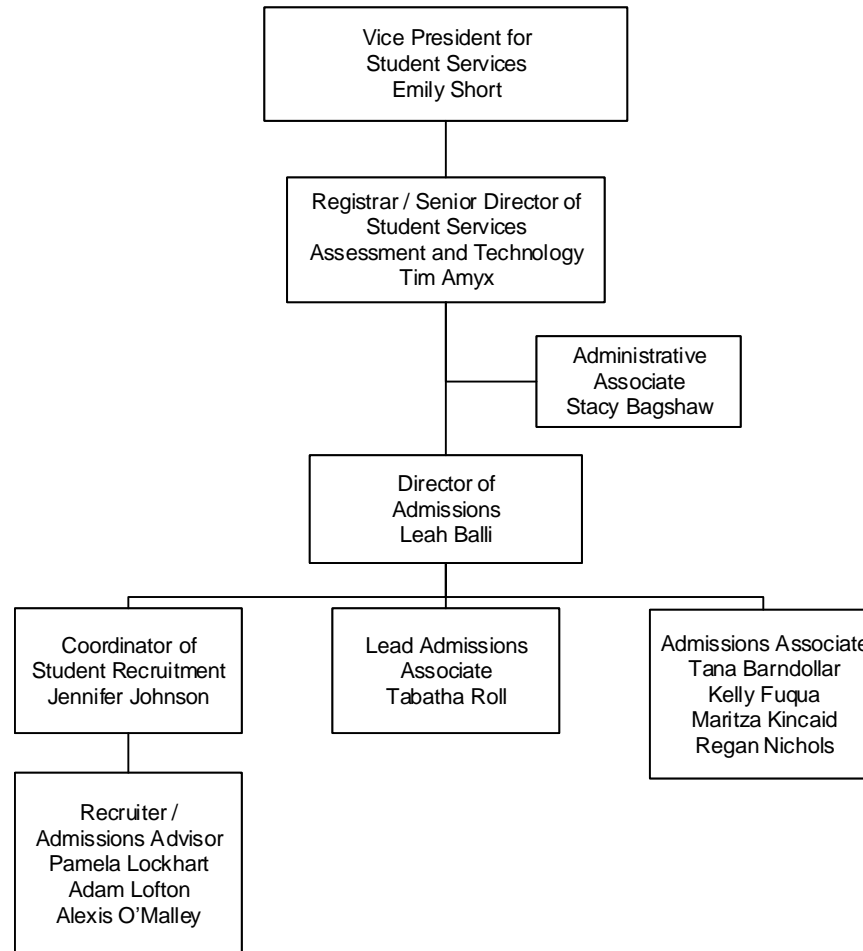 Vice President for
Student Services
Emily Short
Registrar / Senior Director of
Student Services
Assessment and Technology
Tim Amyx
Administrative
Associate
Stacy Bagshaw
Director of
Admissions
Leah Balli
Coordinator of
Student Recruitment
Jennifer Johnson
Lead Admissions
Associate
Tabatha Roll
Admissions Associate
Tana Barndollar
Kelly Fuqua
Maritza Kincaid
Regan Nichols
Recruiter /
Admissions Advisor
Pamela Lockhart
Adam Lofton
Alexis O’Malley